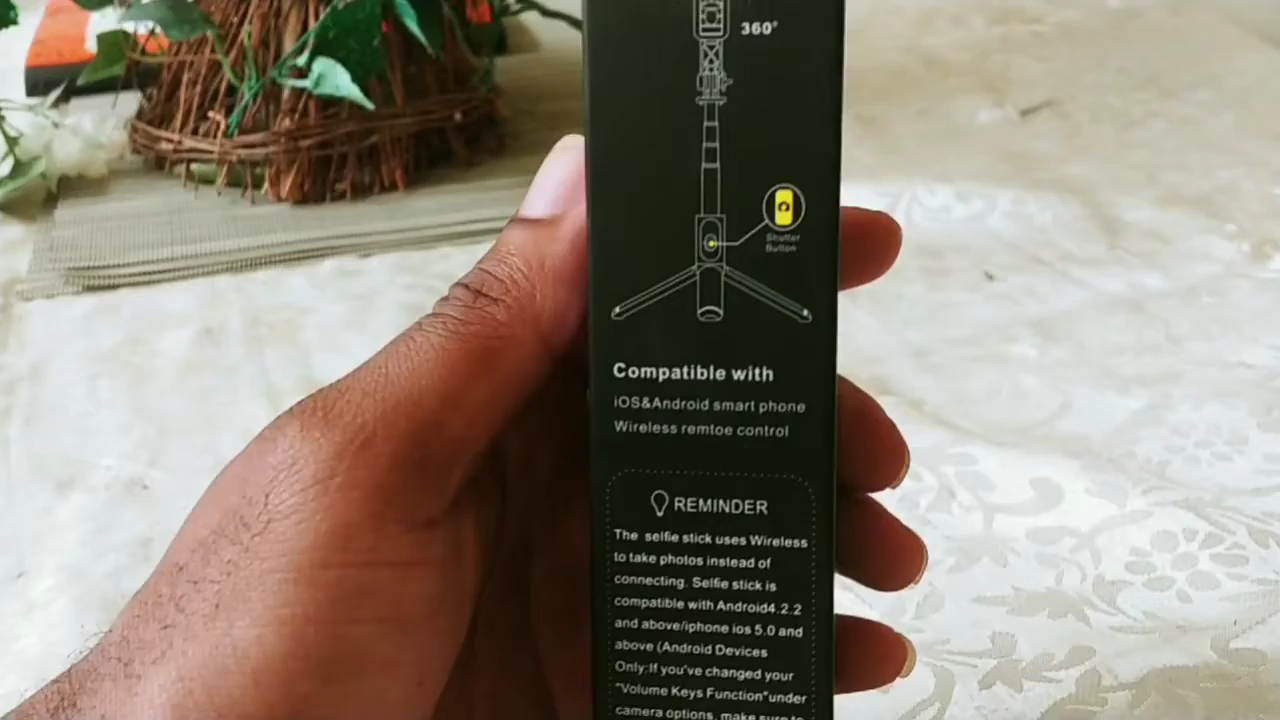 360°
Shutter
Button
Compatible with
iOS&Android smart phone
Wireless remtoe control
REMINDER
The selfie stick uses Wireless
to take photos instead of
connecting. Selfie stick is
compatible with Android4.2.2
and above/iphone ios 5.0 and
above (Android Devices
Only:If you've changed your
"Volume Keys Function"under
camera options, make sure to